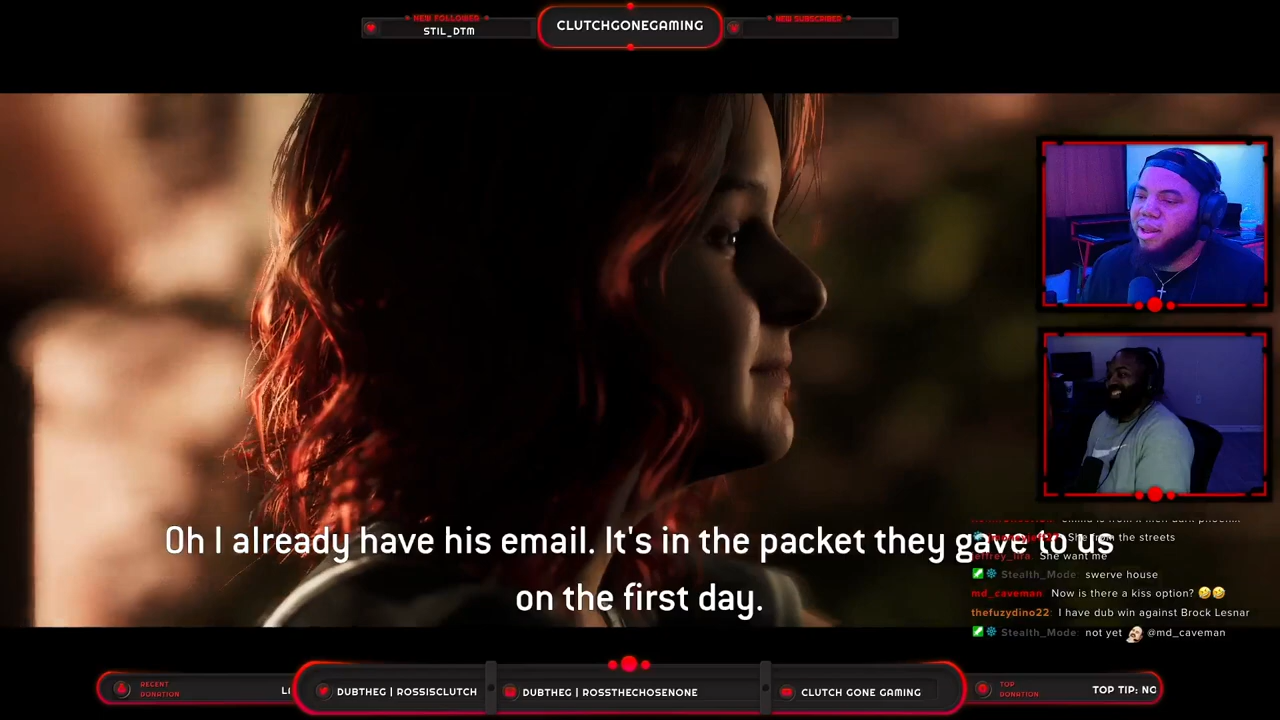 NEW FOLLOWED
STIL_DTM
CLUTCHGONEGAMING
NEW SUBSCRIBER
Oh I already have his email. It's in the packet they gave to us
on the first day.
She from the streets
She want me
Stealth_Mode: swerve house
md_caveman: Now is there a kiss option? 🤣🤣
thefuzydino22: I have dub win against Brock Lesnar
Stealth_Mode: not yet @md_caveman
RECENT
DONATION
DUBTHEG | ROSSISCLUTCH
DUBTHEG | ROSSTHECHOSENONE
CLUTCH GONE GAMING
TOP
DONATION
TOP TIP: NO